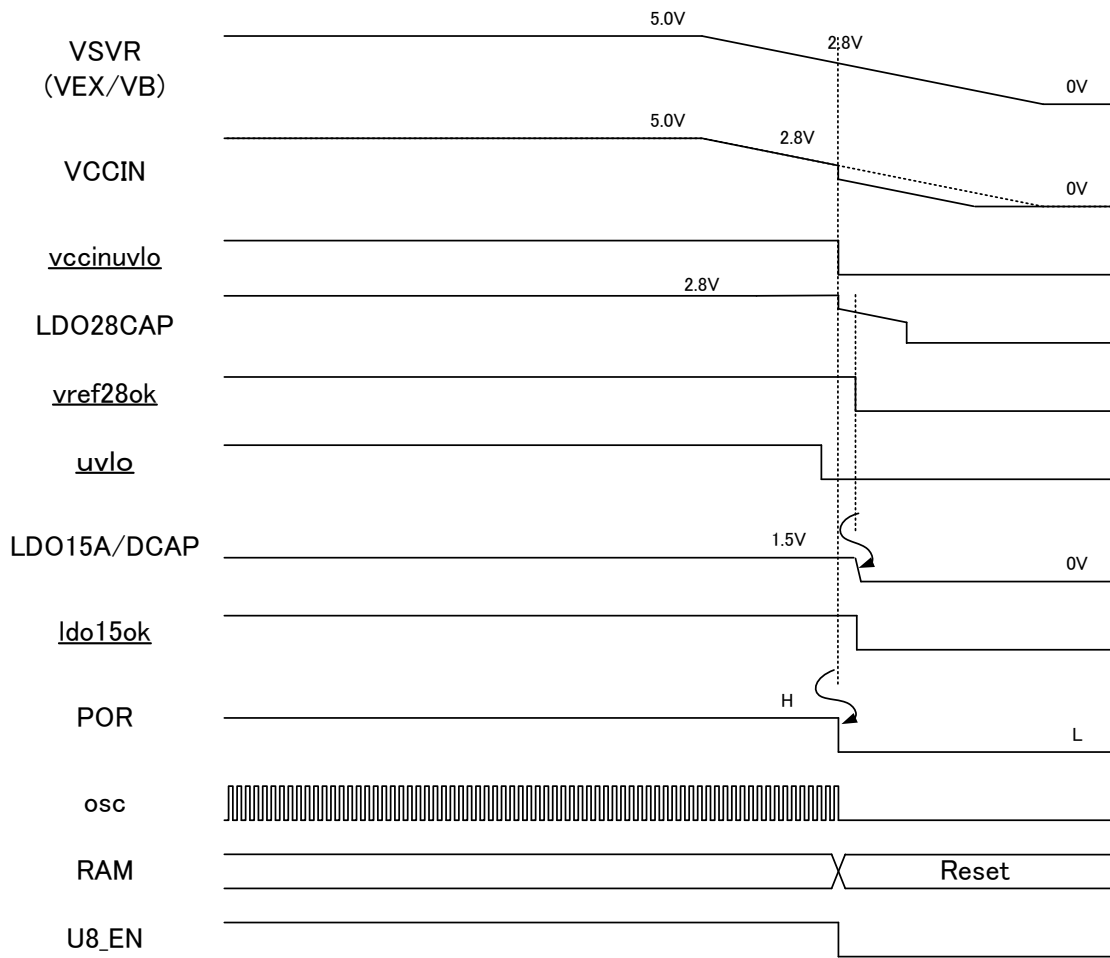 5.0V
VSVR
(VEX/VB)
2.8V
0V
5.0V
2.8V
VCCIN
0V
vccinuvlo
2.8V
LDO28CAP
vref28ok
uvlo
LDO15A/DCAP
1.5V
0V
ldo15ok
POR
H
L
osc
RAM
Reset
U8_EN